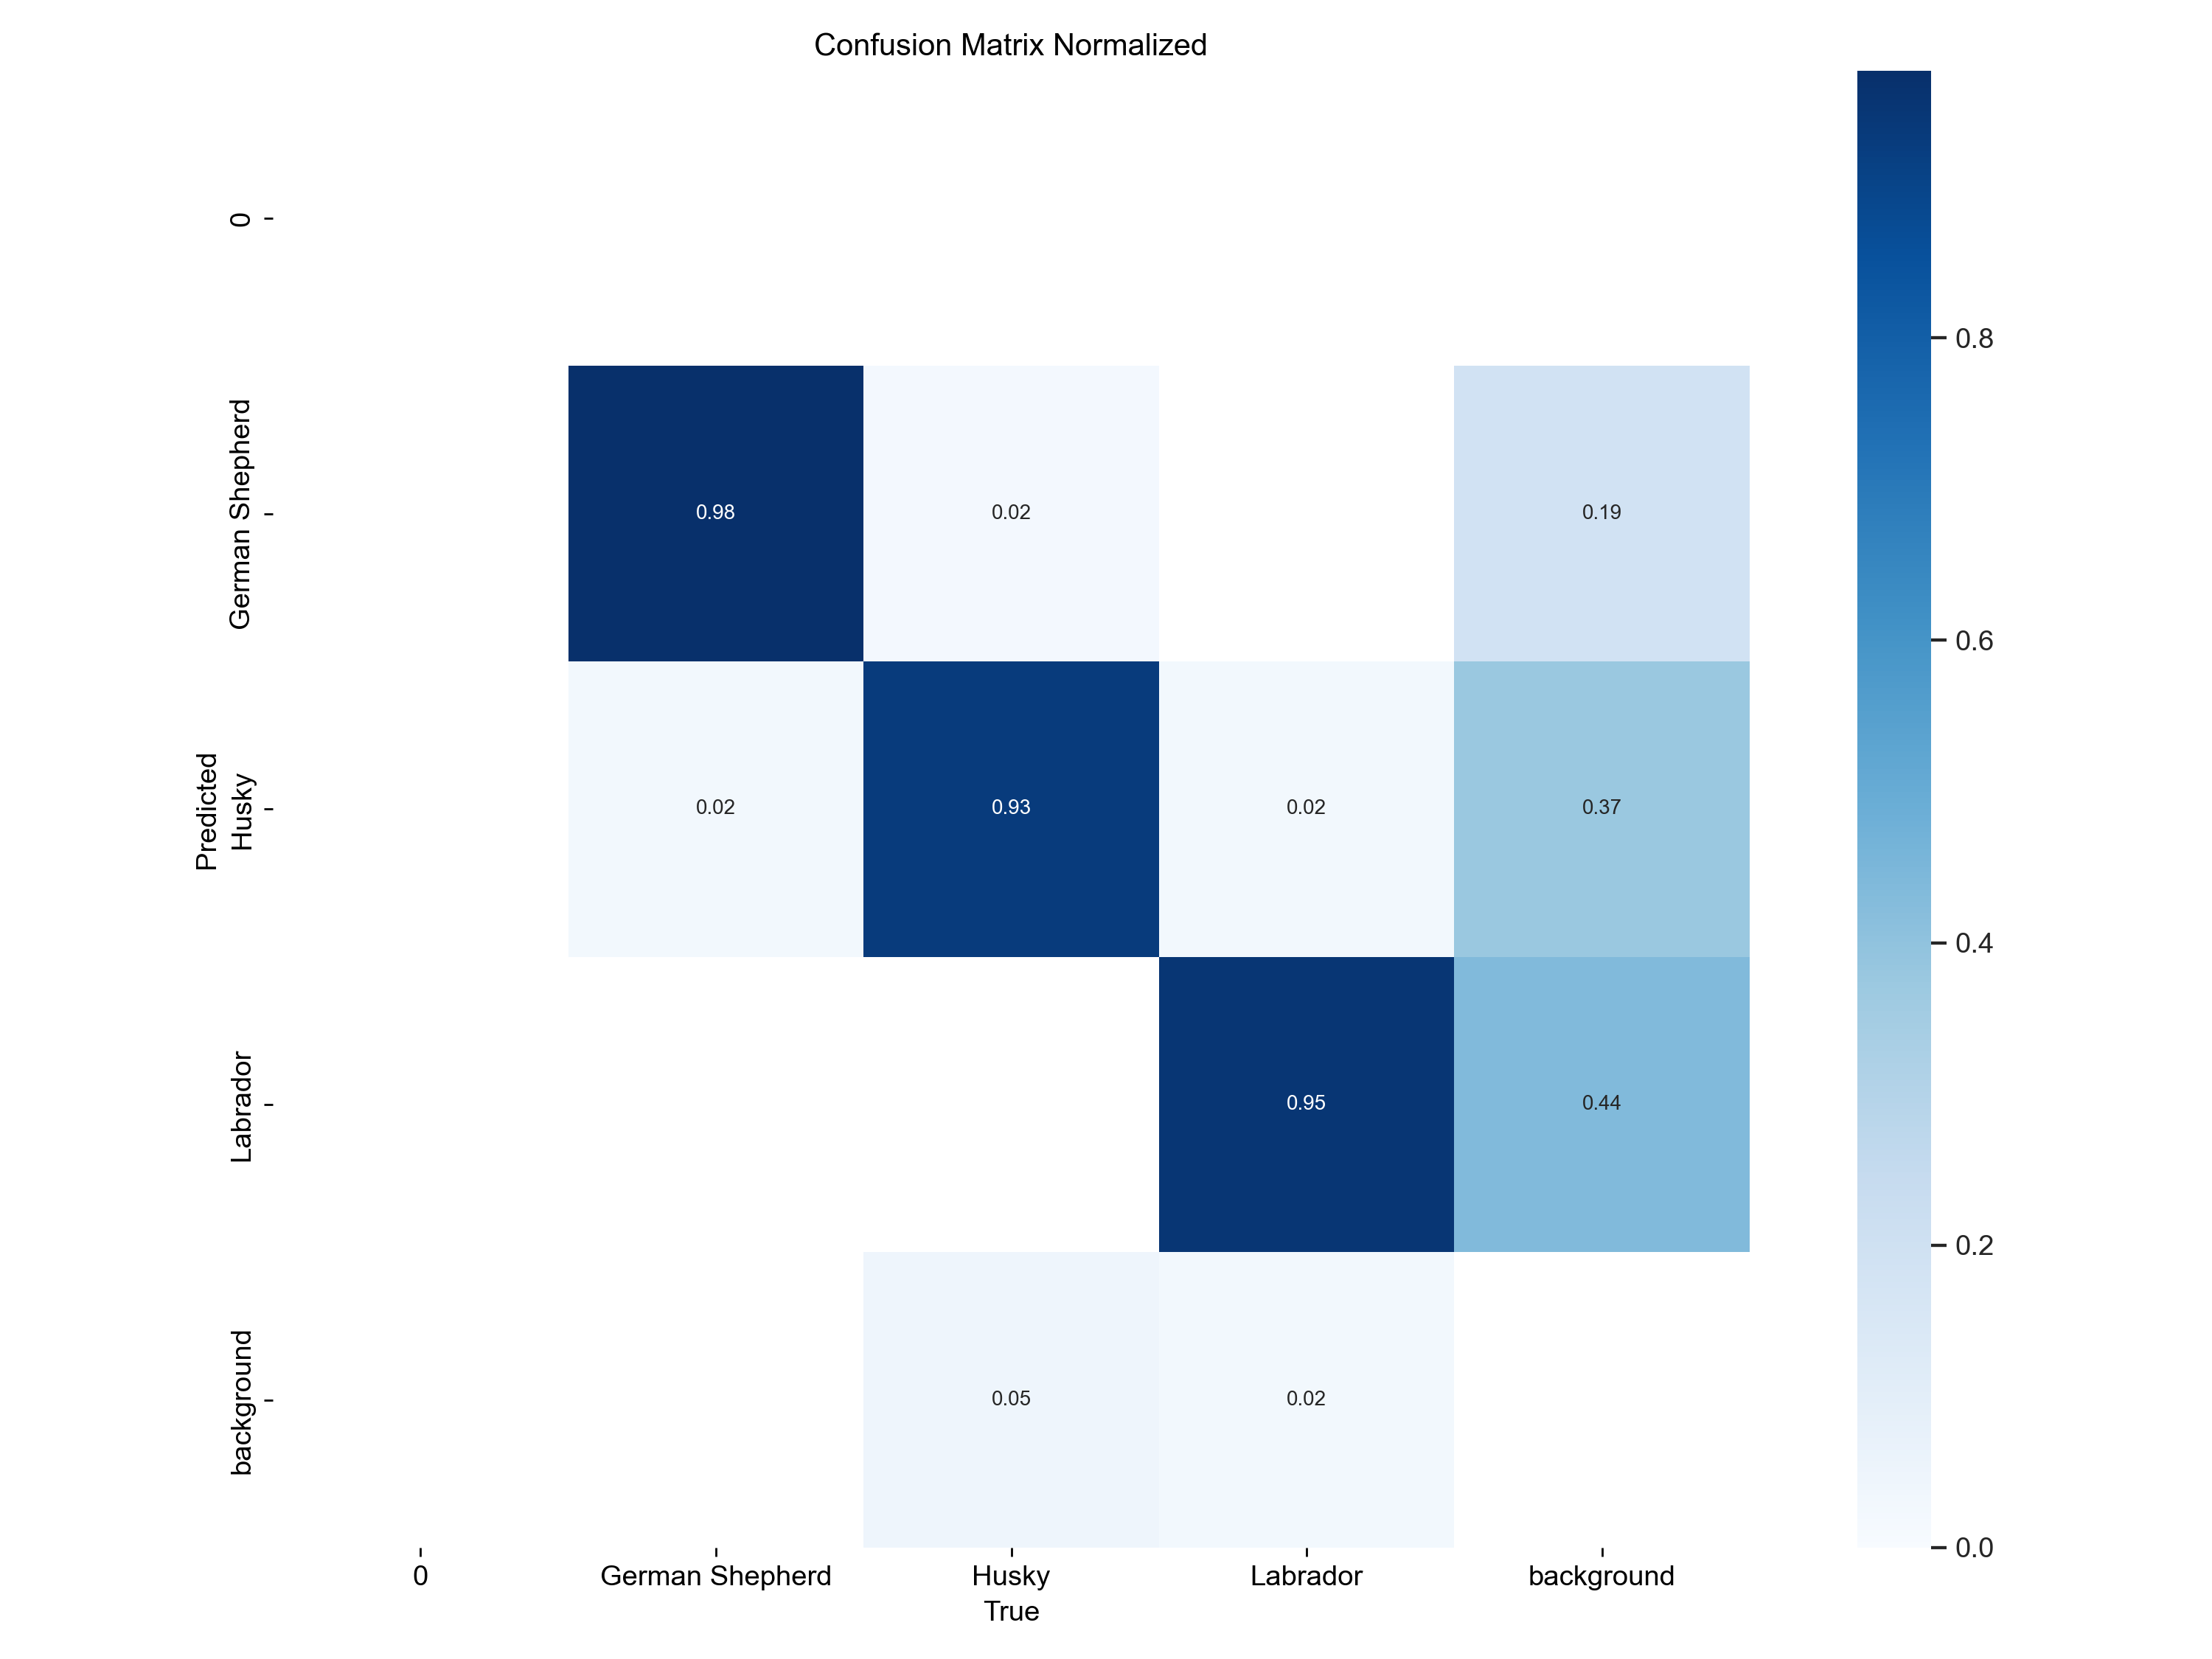 Confusion Matrix Normalized
0
German Shepherd
0.98
0.02
0.19
Predicted
Husky
0.02
0.93
0.02
0.37
Labrador
0.95
0.44
background
0.05
0.02
0
German Shepherd
Husky
Labrador
background
True
0.8
0.6
0.4
0.2
0.0